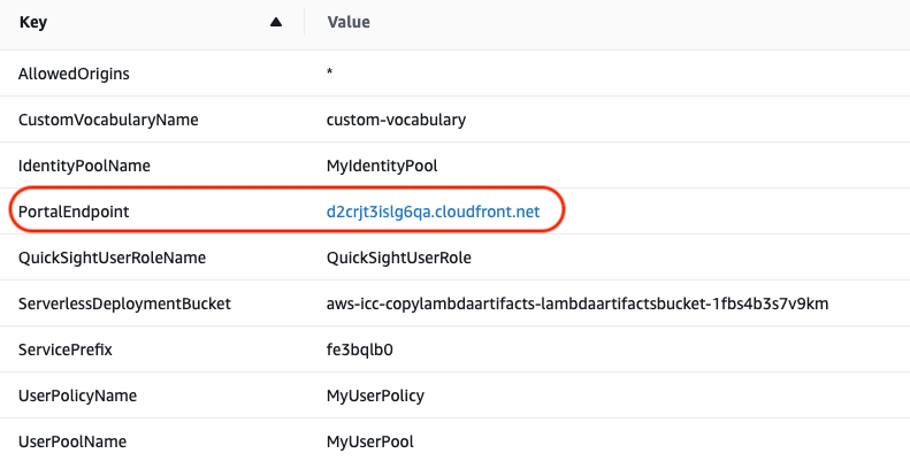 Key Value
AllowedOrigins *
CustomVocabularyName custom-vocabulary
IdentityPoolName MyIdentityPool
PortalEndpoint d2crjt3islg6qa.cloudfront.net
QuickSightUserRoleName QuickSightUserRole
ServerlessDeploymentBucket aws-icc-copylambdaartifacts-lambdaartifactsbucket-1fbs4b3s7v9km
ServicePrefix fe3bqlb0
UserPolicyName MyUserPolicy
UserPoolName MyUserPool